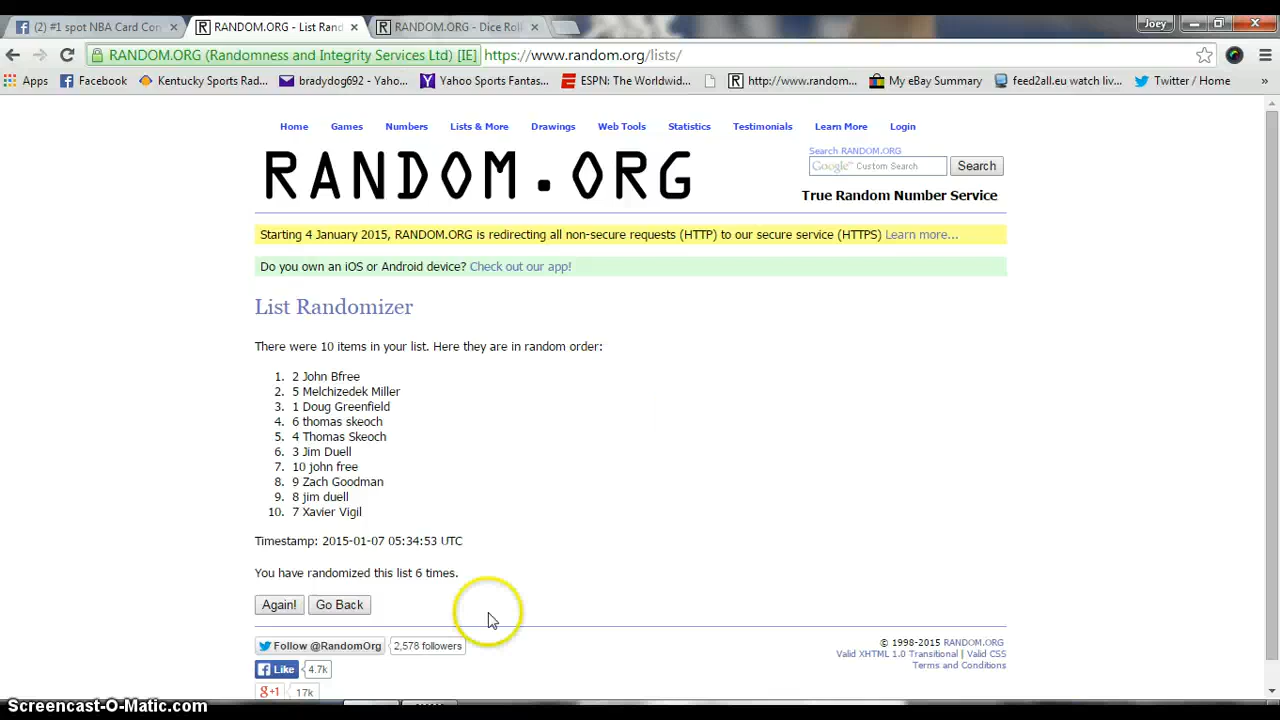 Joey
(2) #1 spot NBA Card Con
RANDOM.ORG - List Rand
RANDOM.ORG - Dice Roll
RANDOM.ORG (Randomness and Integrity Services Ltd) [IE] https://www.random.org/lists/
Apps Facebook Kentucky Sports Rad... bradydog692 - Yaho... Yahoo Sports Fantas... ESPN: The Worldwid... http://www.random... My eBay Summary feed2all.eu watch liv... Twitter / Home
Home Games Numbers Lists & More Drawings Web Tools Statistics Testimonials Learn More Login
RANDOM.ORG
Search RANDOM.ORG
Google™ Custom Search Search
True Random Number Service
Starting 4 January 2015, RANDOM.ORG is redirecting all non-secure requests (HTTP) to our secure service (HTTPS) Learn more...
Do you own an iOS or Android device? Check out our app!
List Randomizer
There were 10 items in your list. Here they are in random order:
1. 2 John Bfree
2. 5 Melchizedek Miller
3. 1 Doug Greenfield
4. 6 thomas skeoch
5. 4 Thomas Skeoch
6. 3 Jim Duell
7. 10 john free
8. 9 Zach Goodman
9. 8 jim duell
10. 7 Xavier Vigil
Timestamp: 2015-01-07 05:34:53 UTC
You have randomized this list 6 times.
Again! Go Back
Follow @RandomOrg 2,578 followers
Like 4.7k
g+1 17k
© 1998-2015 RANDOM.ORG
Valid XHTML 1.0 Transitional | Valid CSS
Terms and Conditions
Screencast-O-Matic.com